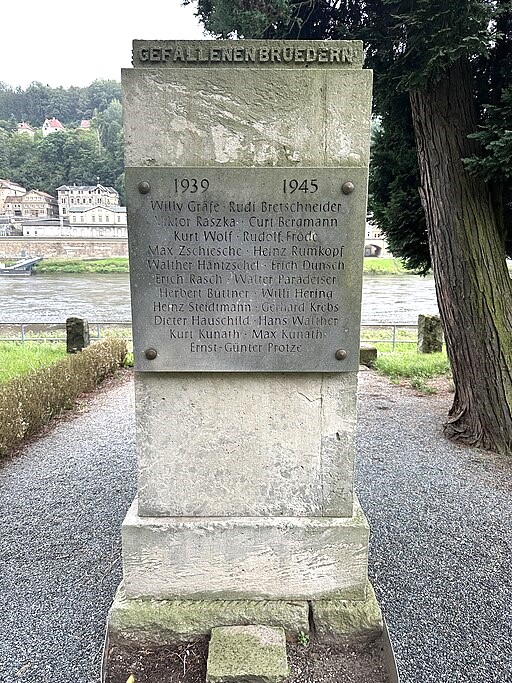 GEFALLENEN BRUEDERN
1939 1945
Willy Gräfe · Rudi Bretschneider
Viktor Raszka · Curt Bergmann
Kurt Wolf · Rudolf Fröde
Max Zschiesche · Heinz Rumkopf
Walther Häntzschel · Erich Dunsch
Erich Rasch · Walter Paradeiser
Herbert Büttner · Willi Hering
Heinz Steidtmann · Gerhard Krebs
Dieter Hauschild · Hans Walther
Kurt Kunath · Max Kunath
Ernst-Günter Protze